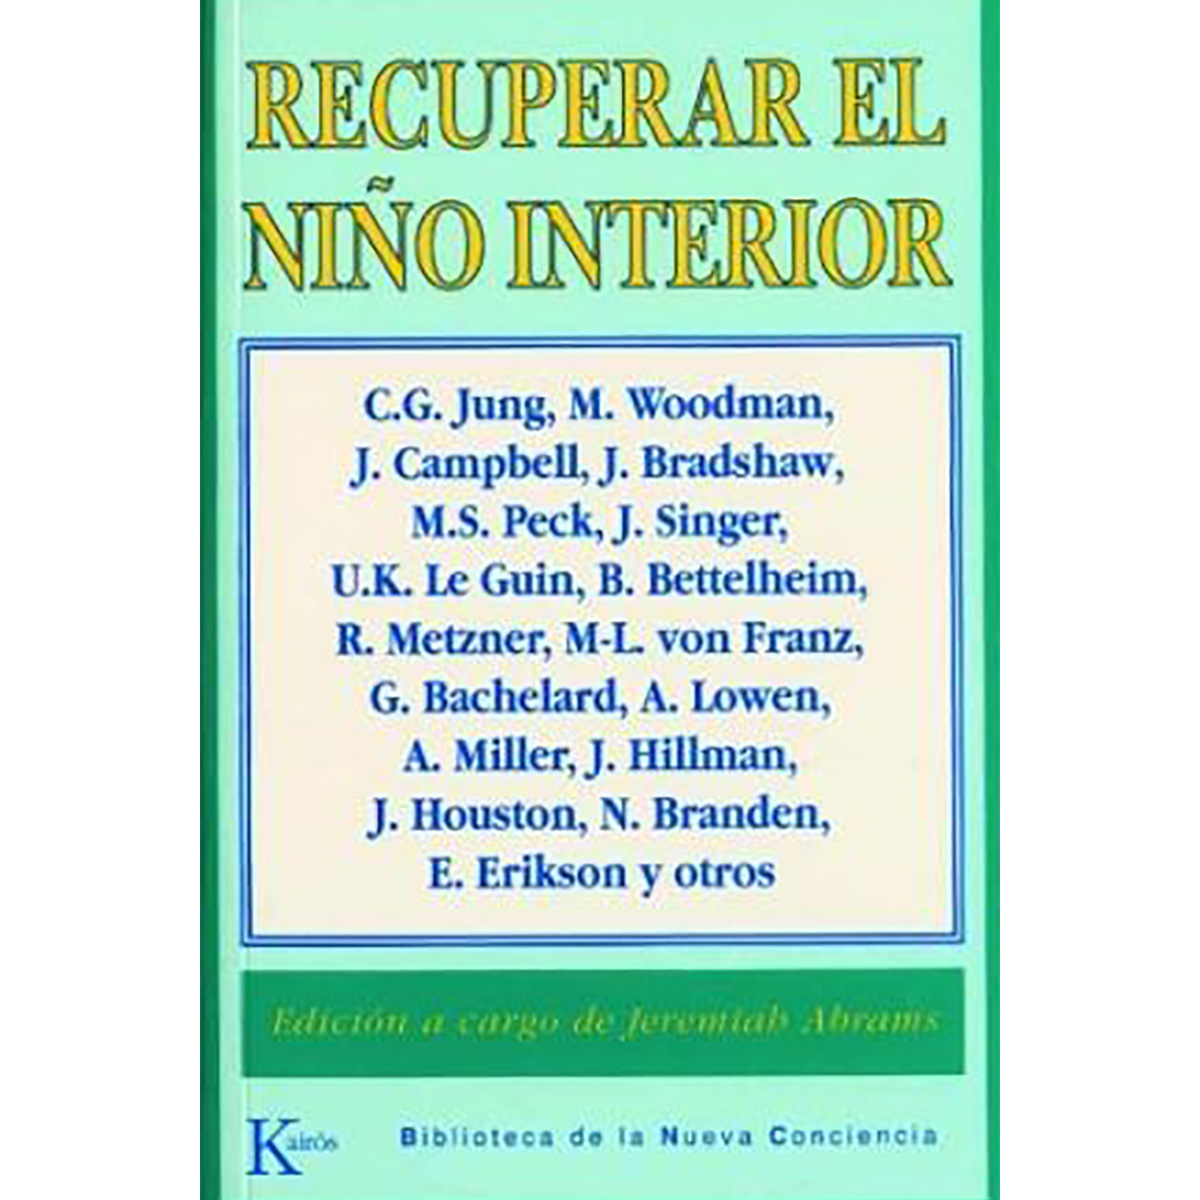 RECUPERAR EL
NIÑO INTERIOR
C.G. Jung, M. Woodman,
J. Campbell, J. Bradshaw,
M.S. Peck, J. Singer,
U.K. Le Guin, B. Bettelheim,
R. Metzner, M-L. von Franz,
G. Bachelard, A. Lowen,
A. Miller, J. Hillman,
J. Houston, N. Branden,
E. Erikson y otros
Edición a cargo de Jeremiah Abrams
Kairós
Biblioteca de la Nueva Conciencia